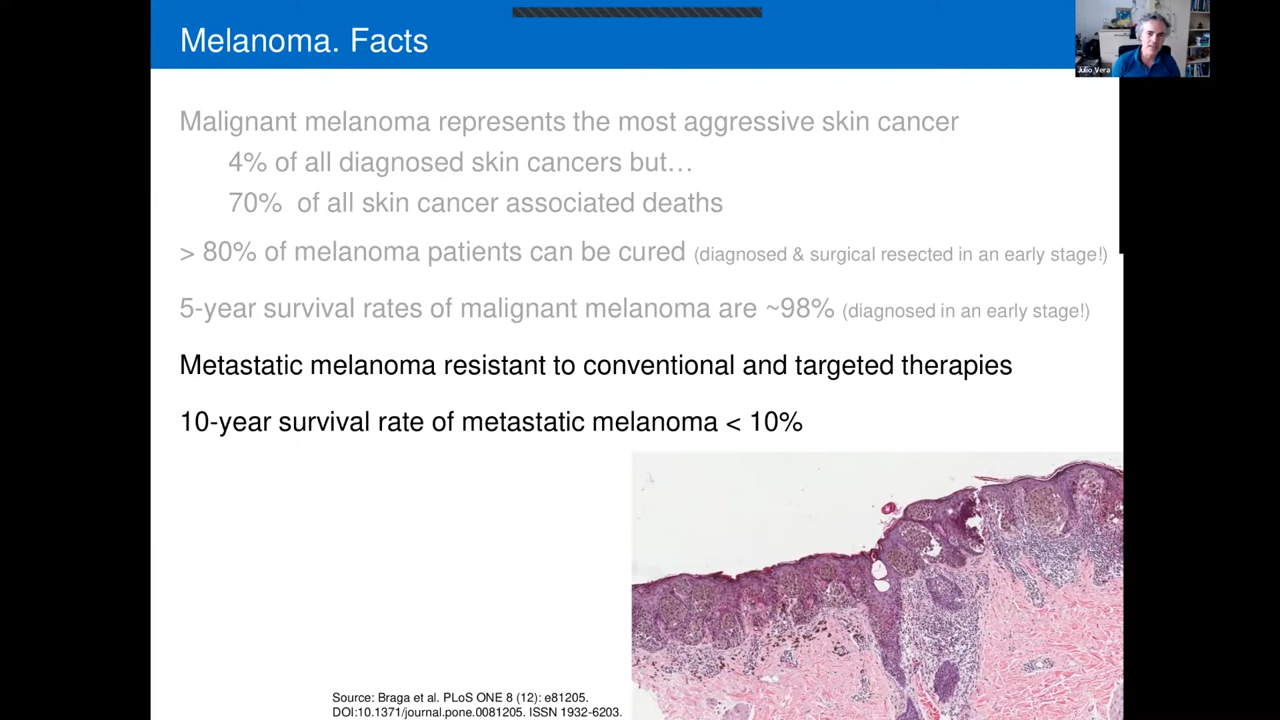 Melanoma. Facts
Julio Vera
Malignant melanoma represents the most aggressive skin cancer
4% of all diagnosed skin cancers but…
70% of all skin cancer associated deaths
> 80% of melanoma patients can be cured (diagnosed & surgical resected in an early stage!)
5-year survival rates of malignant melanoma are ~98% (diagnosed in an early stage!)
Metastatic melanoma resistant to conventional and targeted therapies
10-year survival rate of metastatic melanoma < 10%
Source: Braga et al. PLoS ONE 8 (12): e81205.
DOI:10.1371/journal.pone.0081205. ISSN 1932-6203.